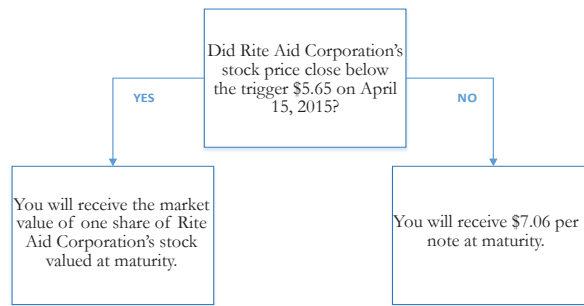 Did Rite Aid Corporation's
stock price close below
the trigger $5.65 on April
15, 2015?
YES
NO
You will receive the market
value of one share of Rite
Aid Corporation's stock
valued at maturity.
You will receive $7.06 per
note at maturity.